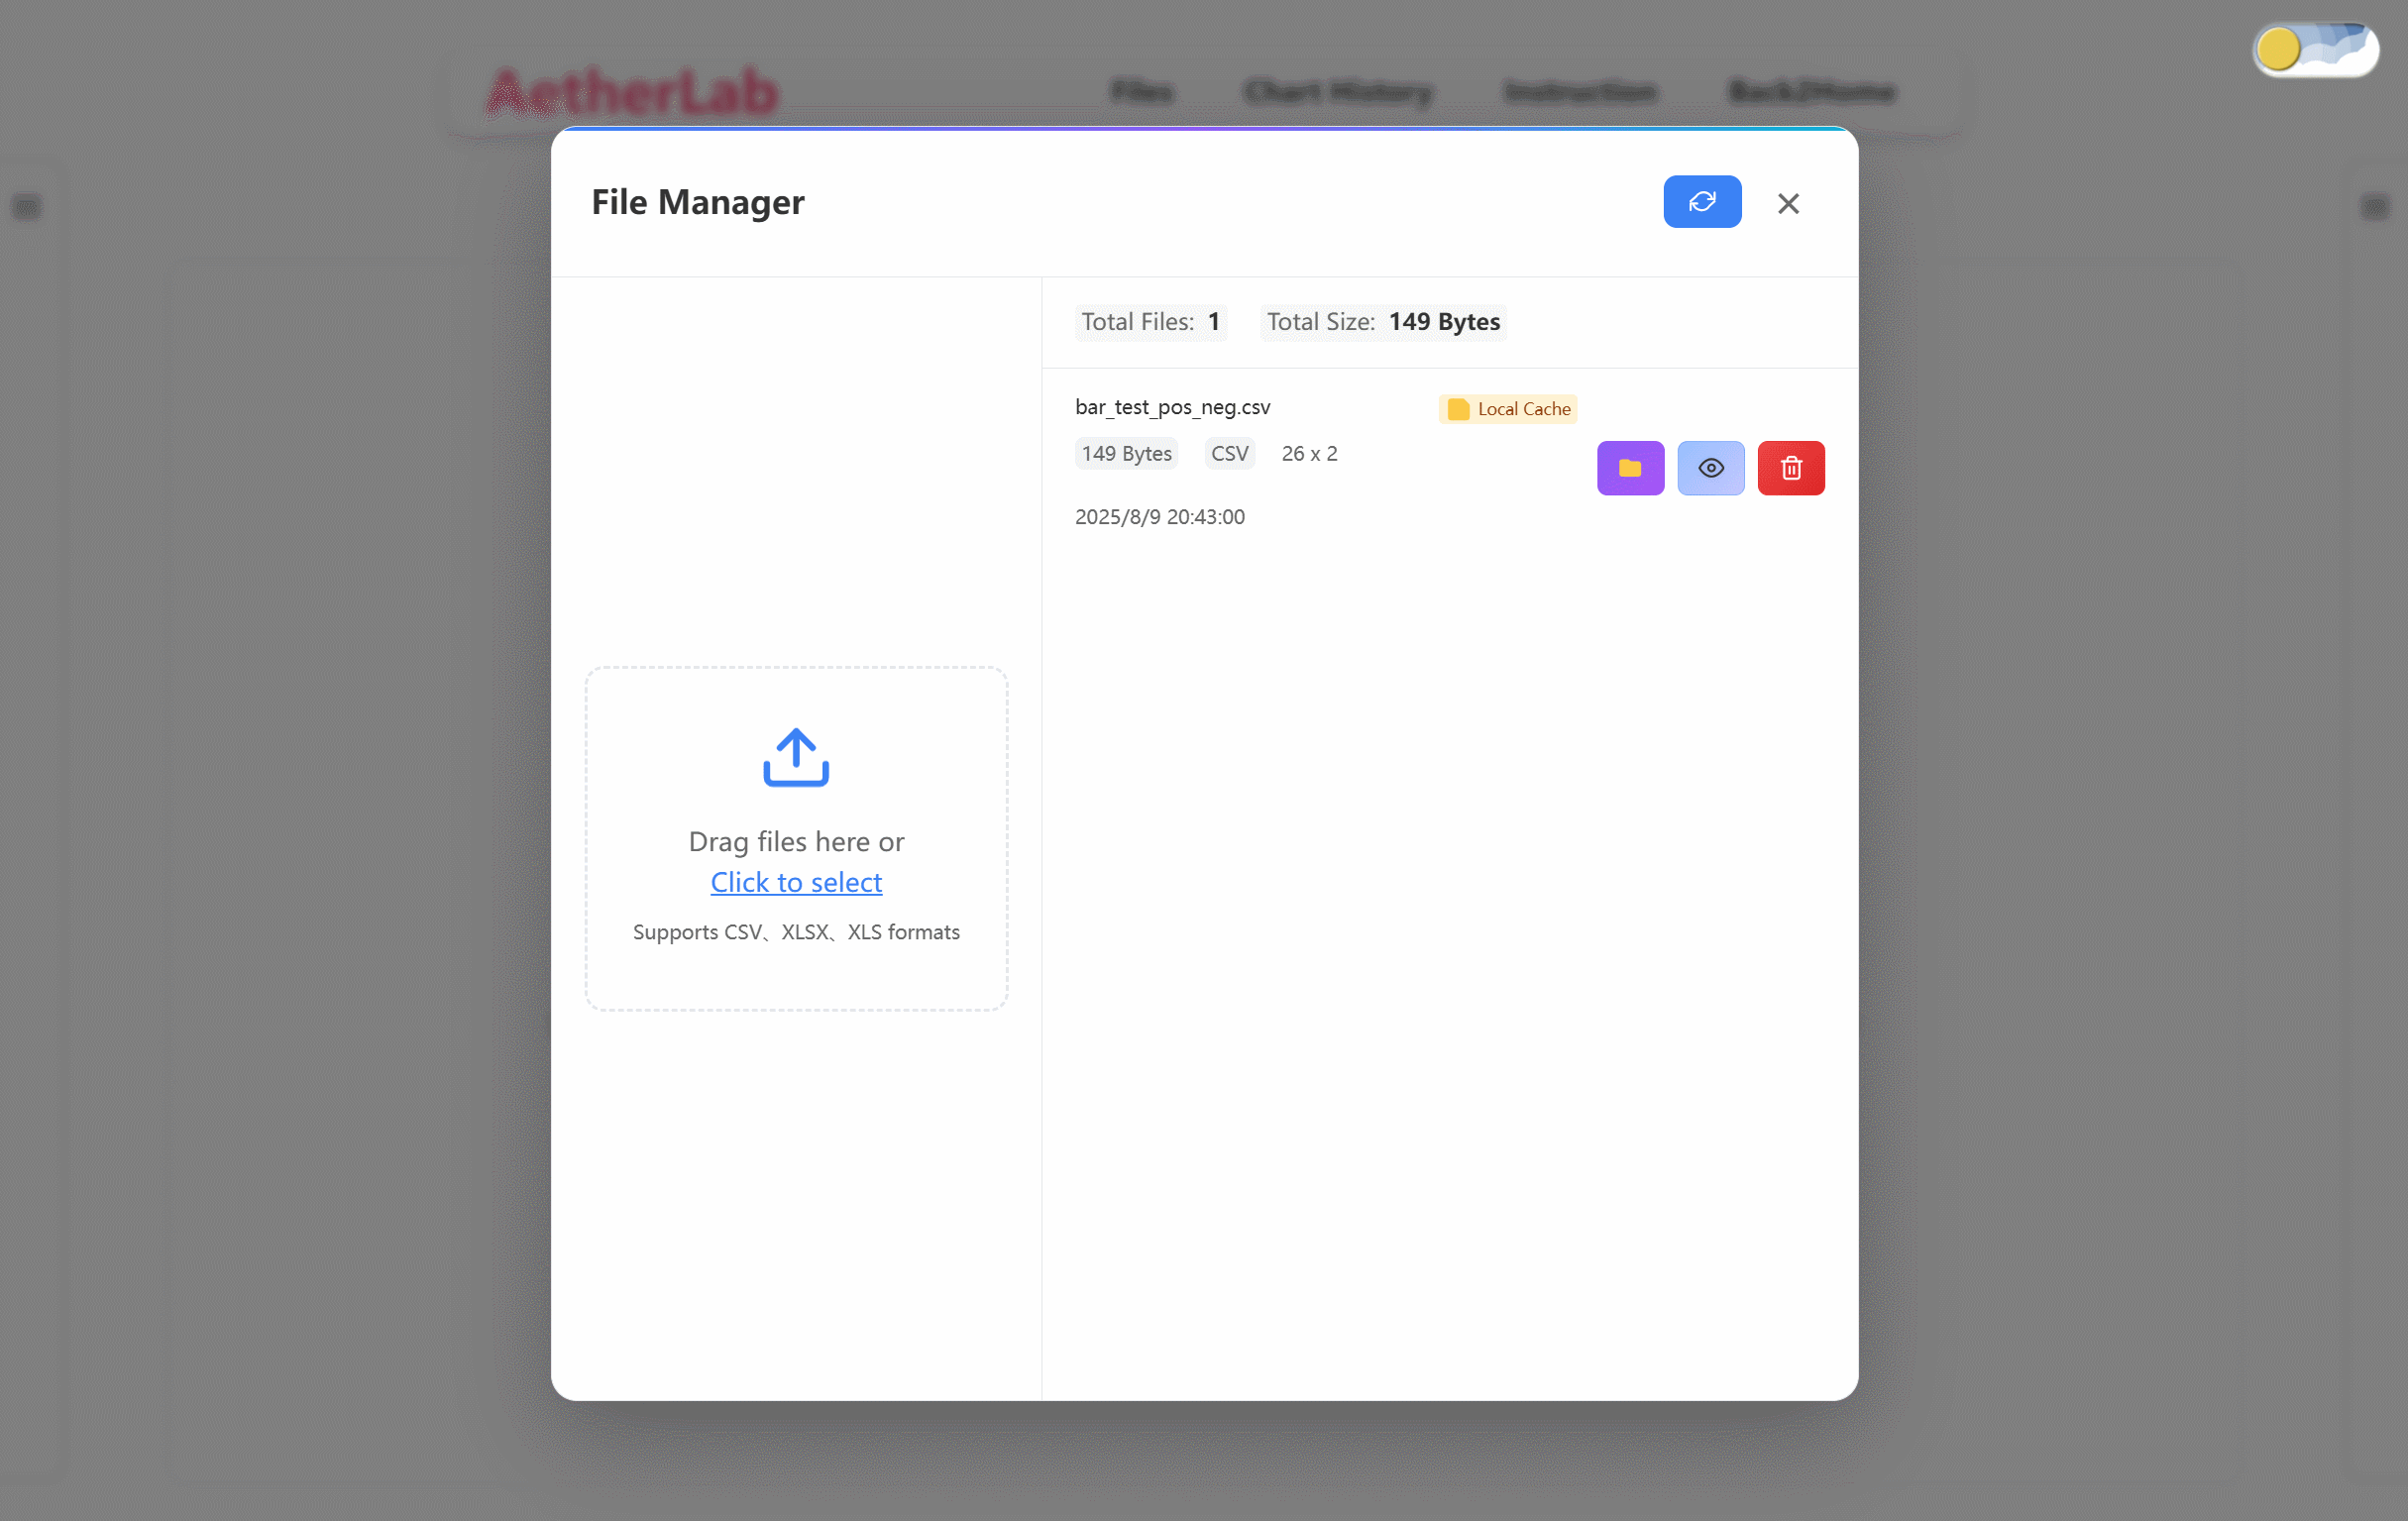 AetherLab
Files
Chart History
Instruction
Back2Home
File Manager
Total Files: 1
Total Size: 149 Bytes
bar_test_pos_neg.csv
Local Cache
149 Bytes
CSV
26 x 2
2025/8/9 20:43:00
Drag files here or
Click to select
Supports CSV、XLSX、XLS formats